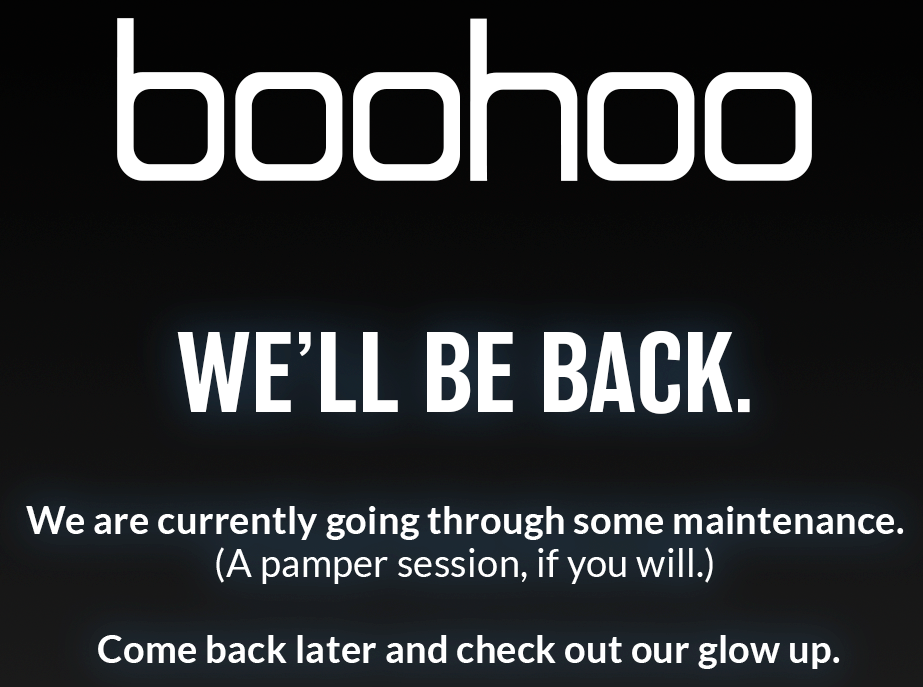 boohoo
WE’LL BE BACK.
We are currently going through some maintenance.
(A pamper session, if you will.)
Come back later and check out our glow up.